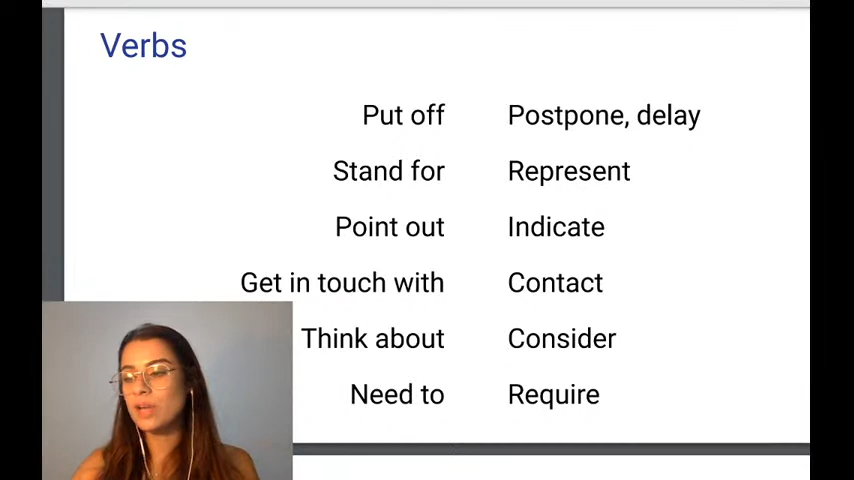 Verbs
Put off Postpone, delay
Stand for Represent
Point out Indicate
Get in touch with Contact
Think about Consider
Need to Require